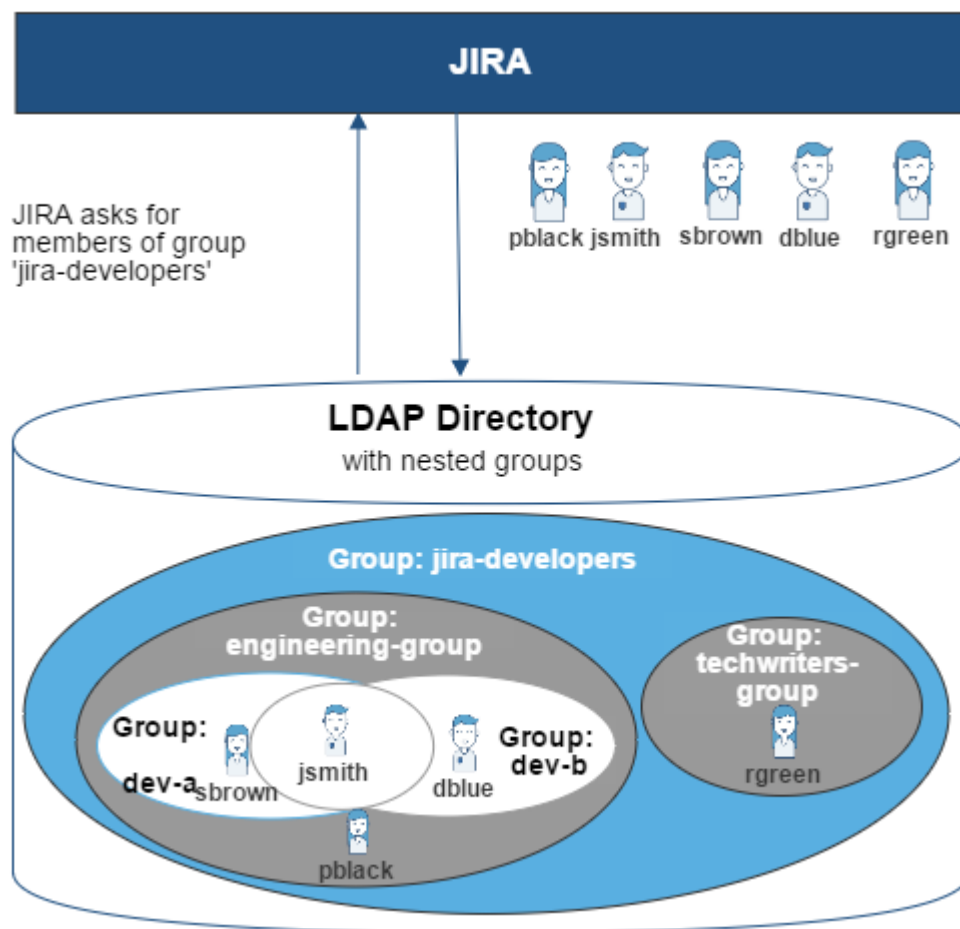 JIRA
JIRA asks for
members of group
'jira-developers'
pblack jsmith sbrown dblue rgreen
LDAP Directory
with nested groups
Group: jira-developers
Group:
engineering-group
Group:
techwriters-
group
rgreen
Group:
dev-a
sbrown
jsmith
dblue
Group:
dev-b
pblack